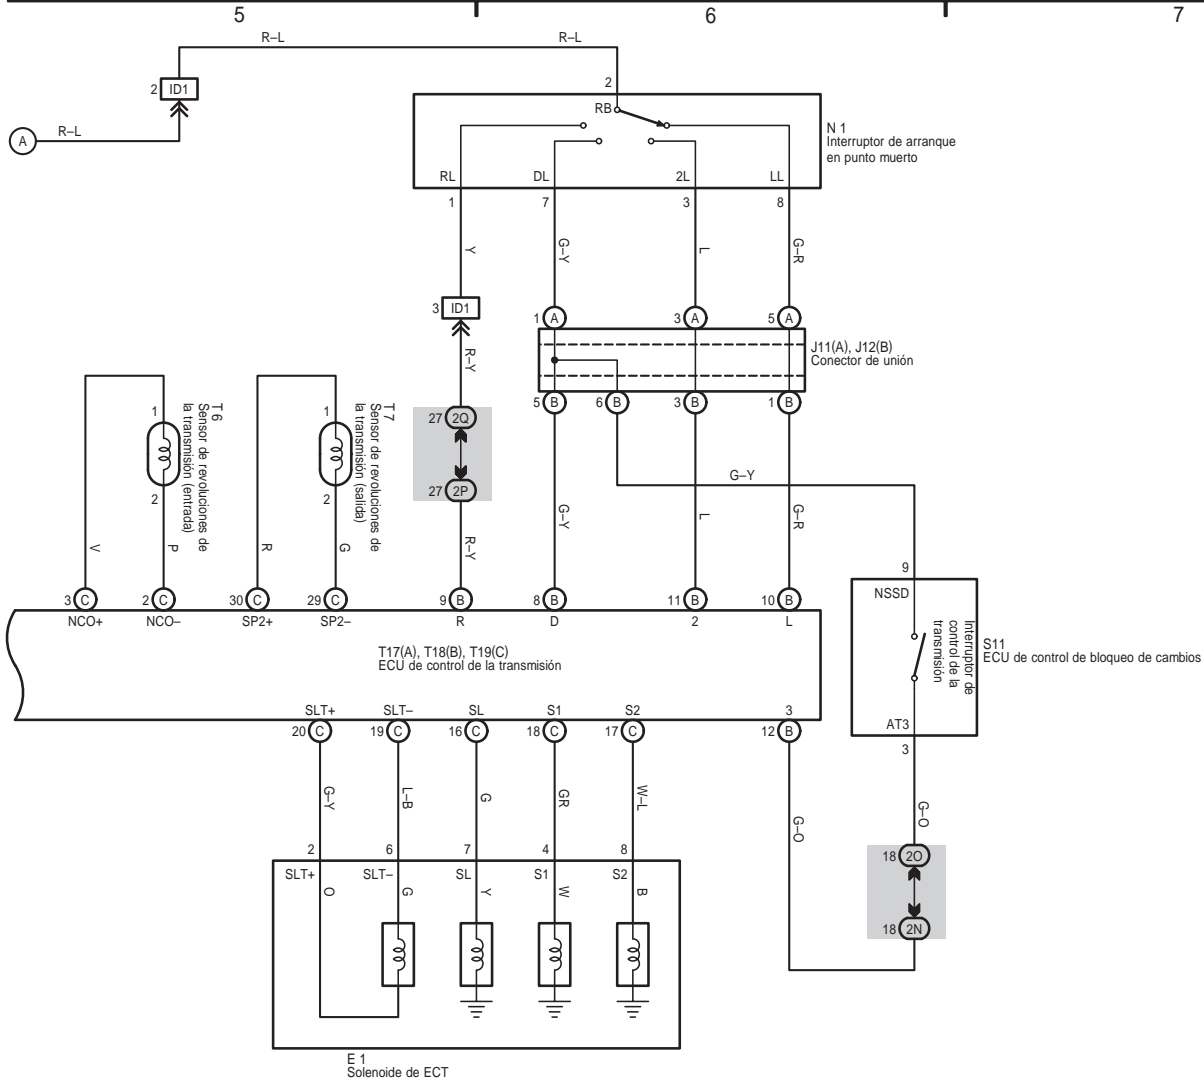 5 6 7
R–L R–L
2 ID1
2
A R–L
RB
N 1
Interruptor de arranque
en punto muerto
RL DL 2L LL
1 7 3 8
Y G–Y L G–R
3 ID1
1 A 3 A 5 A
R–Y
J11(A), J12(B)
Conector de unión
5 B 6 B 3 B 1 B
1
2
T 6
Sensor de revoluciones de
la transmisión (entrada)
1
2
T 7
Sensor de revoluciones de
la transmisión (salida)
27 2Q
27 2P
G–Y
V P R G R–Y G–Y L G–R
9
3 C 2 C 30 C 29 C 9 B 8 B 11 B 10 B
NCO+ NCO– SP2+ SP2– R D 2 L
NSSD
Interruptor de
control de la
transmisión
AT3
3
S11
ECU de control de bloqueo de cambios
T17(A), T18(B), T19(C)
ECU de control de la transmisión
SLT+ SLT– SL S1 S2 3
20 C 19 C 16 C 18 C 17 C 12 B
G–Y L–B G GR W–L G–O G–O
2 6 7 4 8
SLT+ SLT– SL S1 S2
O G Y W B
18 2O
18 2N
E 1
Solenoide de ECT